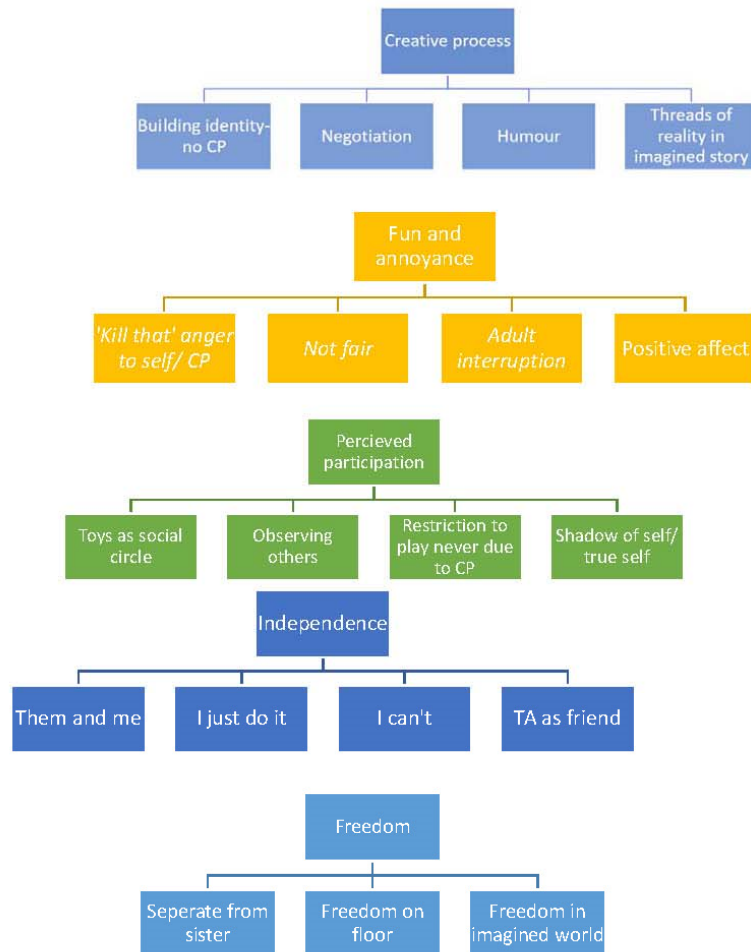 Creative process
Building identity-
no CP
Negotiation
Humour
Threads of
reality in
imagined story
Fun and
annoyance
'Kill that' anger
to self/ CP
Not fair
Adult
interruption
Positive affect
Percieved
participation
Toys as social
circle
Observing
others
Restriction to
play never due
to CP
Shadow of self/
true self
Independence
Them and me
I just do it
I can't
TA as friend
Freedom
Seperate from
sister
Freedom on
floor
Freedom in
imagined world